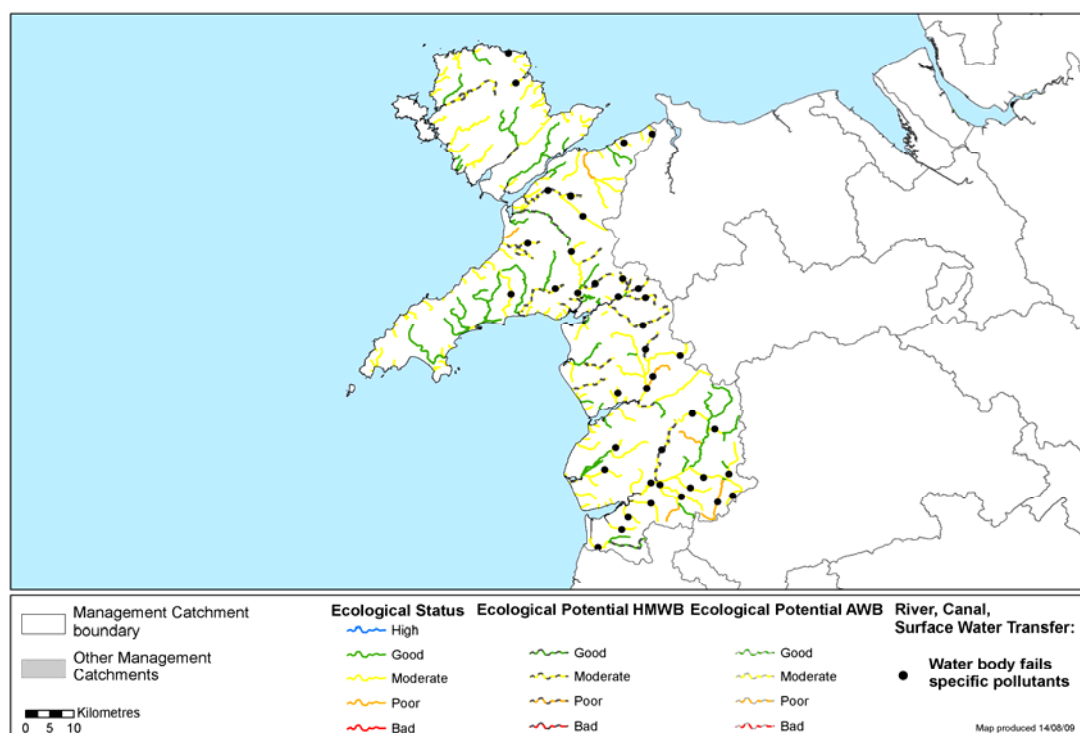 Management Catchment
boundary
Other Management
Catchments
Kilometres
0 5 10
Ecological Status
High
Good
Moderate
Poor
Bad
Ecological Potential HMWB
Good
Moderate
Poor
Bad
Ecological Potential AWB
Good
Moderate
Poor
Bad
River, Canal,
Surface Water Transfer:
Water body fails
specific pollutants
Map produced 14/08/09